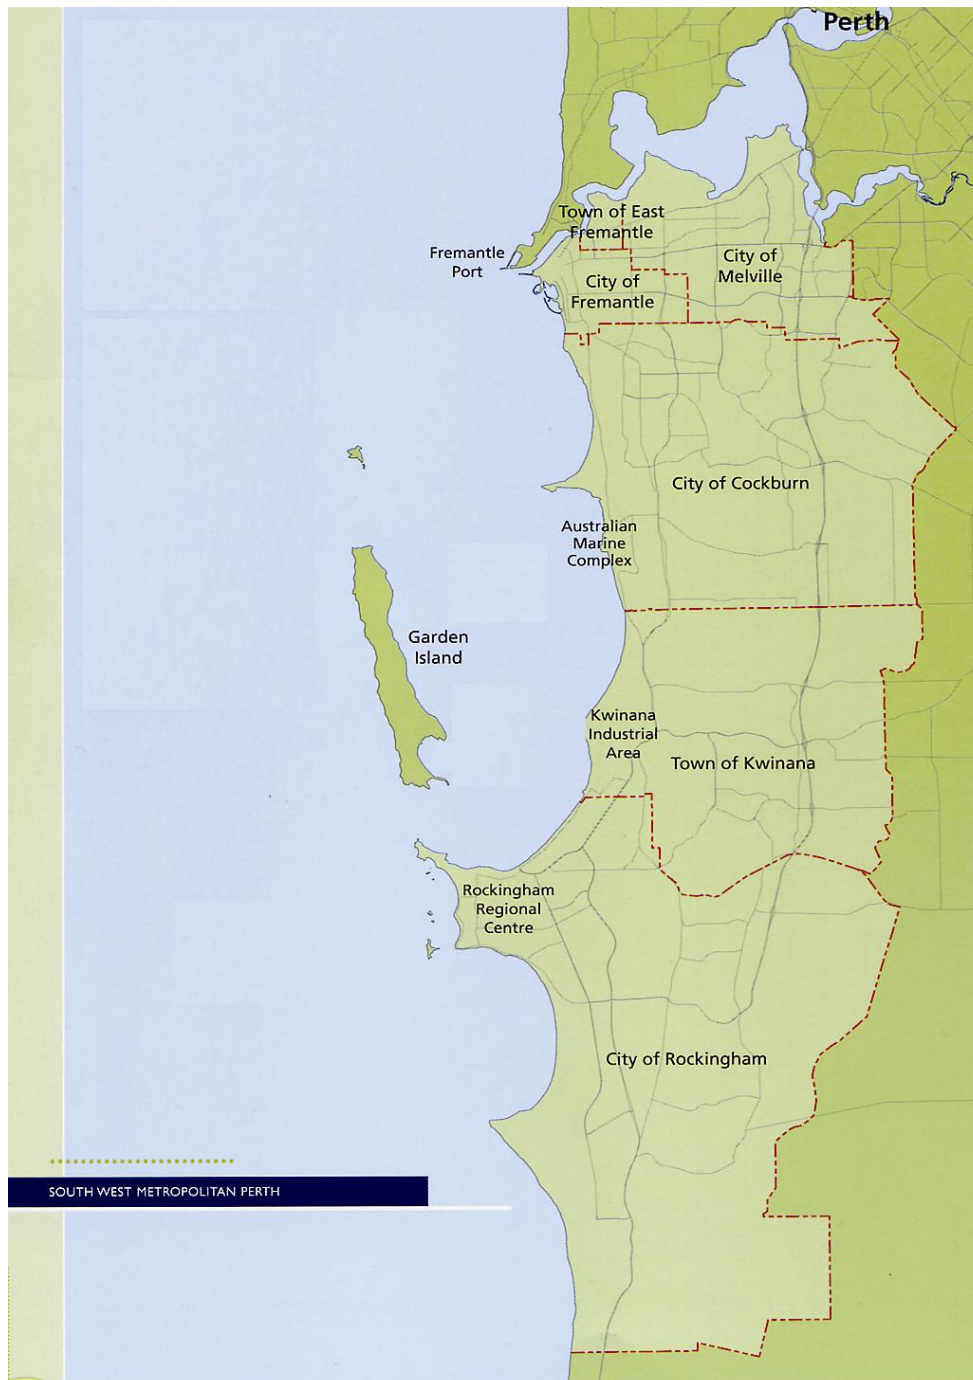 Perth
Town of East
Fremantle
Fremantle
Port
City of
Melville
City of
Fremantle
City of Cockburn
Australian
Marine
Complex
Garden
Island
Kwinana
Industrial
Area
Town of Kwinana
Rockingham
Regional
Centre
City of Rockingham
SOUTH WEST METROPOLITAN PERTH